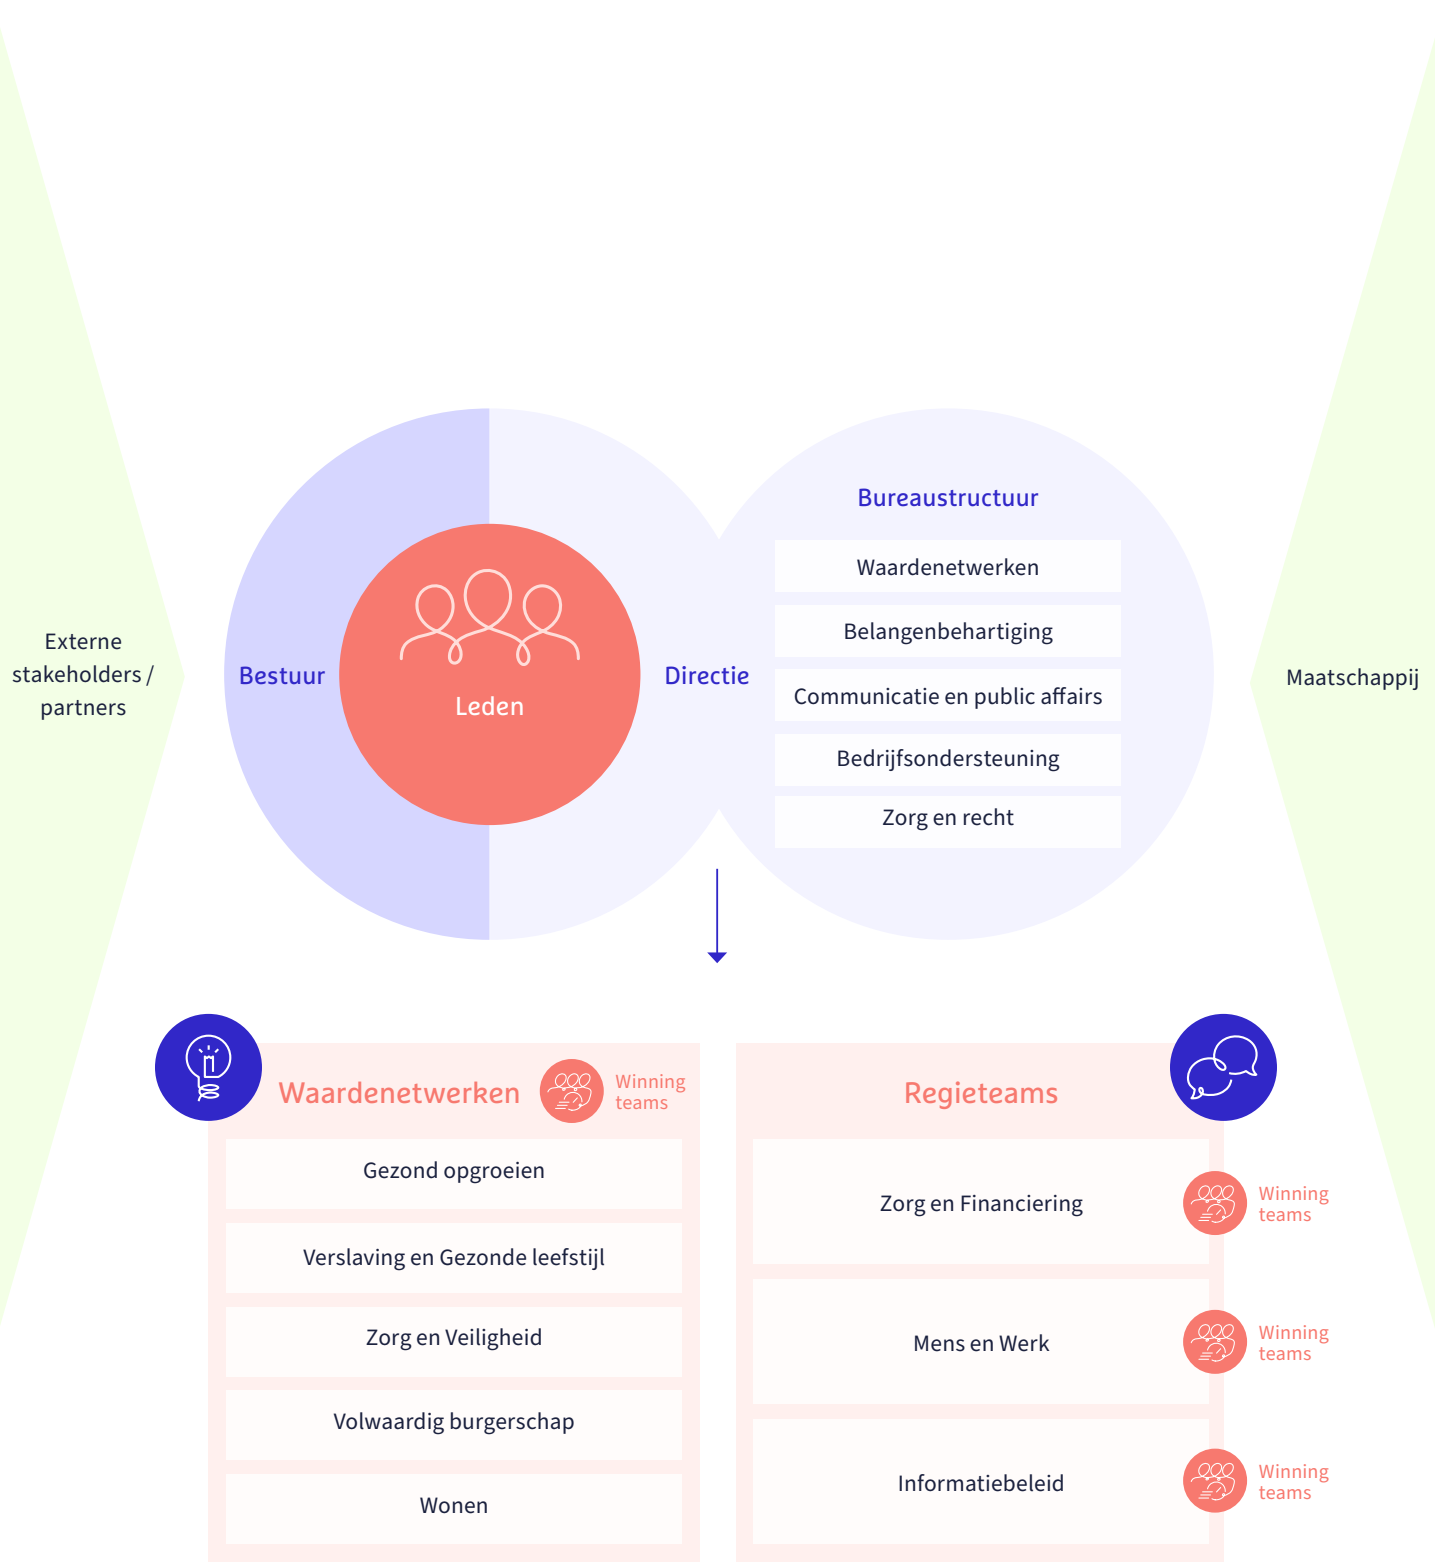 Externe
stakeholders /
partners
Bestuur
Leden
Directie
Bureaustructuur
Waardenetwerken
Belangenbehartiging
Communicatie en public affairs
Bedrijfsondersteuning
Zorg en recht
Maatschappij
Waardenetwerken
Winning
teams
Gezond opgroeien
Verslaving en Gezonde leefstijl
Zorg en Veiligheid
Volwaardig burgerschap
Wonen
Regieteams
Zorg en Financiering
Winning
teams
Mens en Werk
Winning
teams
Informatiebeleid
Winning
teams